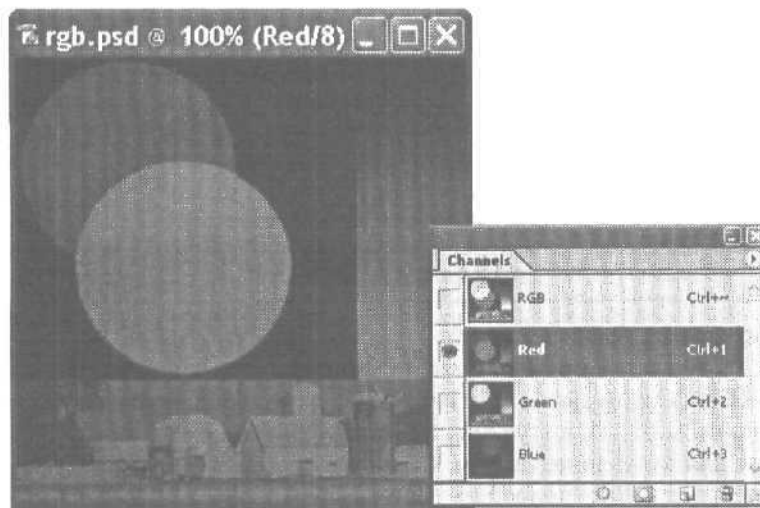 rgb.psd @ 100% (Red/8)
Channels
RGB Ctrl+~
Red Ctrl+1
Green Ctrl+2
Blue Ctrl+3